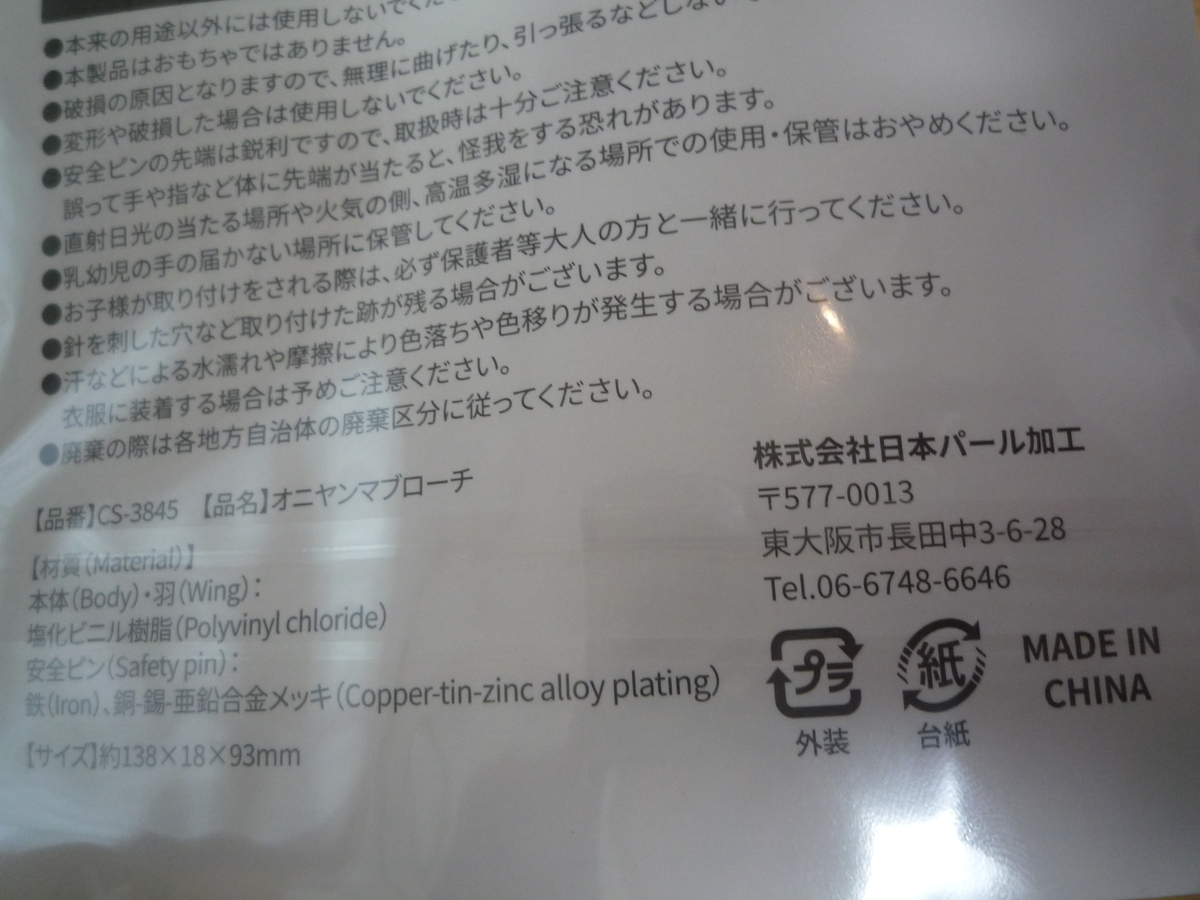 ●本来の用途以外には使用しないでくだ
●本製品はおもちゃではありません。
●破損の原因となりますので、無理に曲げたり、引っ張るなどしない
●変形や破損した場合は使用しないでください。
●安全ピンの先端は鋭利ですので、取扱時は十分ご注意ください。
誤って手や指など体に先端が当たると、怪我をする恐れがあります。
●直射日光の当たる場所や火気の側、高温多湿になる場所での使用・保管はおやめください。
●乳幼児の手の届かない場所に保管してください。
●お子様が取り付けをされる際は、必ず保護者等大人の方と一緒に行ってください。
●針を刺した穴など取り付けた跡が残る場合がございます。
●汗などによる水濡れや摩擦により色落ちや色移りが発生する場合がございます。
衣服に装着する場合は予めご注意ください。
●廃棄の際は各地方自治体の廃棄区分に従ってください。
【品番】CS-3845 【品名】オニヤンマブローチ
【材質(Material)】
本体(Body)・羽(Wing):
塩化ビニル樹脂(Polyvinyl chloride)
安全ピン(Safety pin):
鉄(Iron)、銅-錫-亜鉛合金メッキ(Copper-tin-zinc alloy plating)
【サイズ】約138×18×93mm
株式会社日本パール加工
〒577-0013
東大阪市長田中3-6-28
Tel.06-6748-6646
プラ
外装
紙
台紙
MADE IN
CHINA